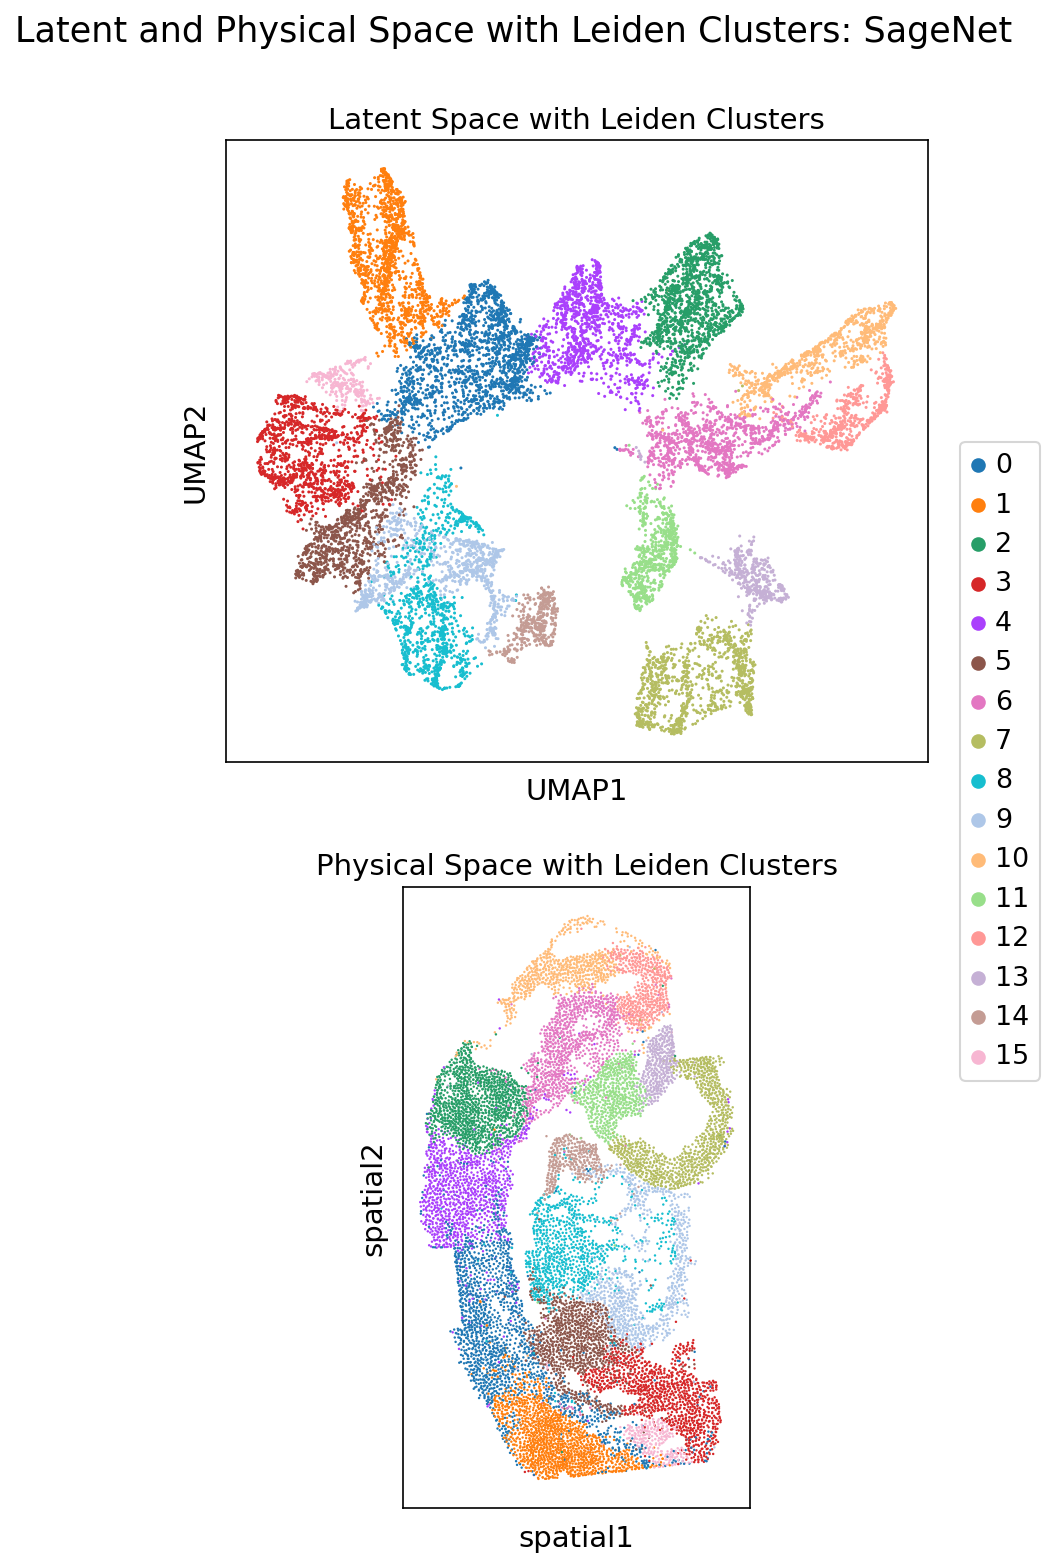 Latent and Physical Space with Leiden Clusters: SageNet
Latent Space with Leiden Clusters
UMAP2
UMAP1
0
1
2
3
4
5
6
7
8
9
10
11
12
13
14
15
Physical Space with Leiden Clusters
spatial2
spatial1